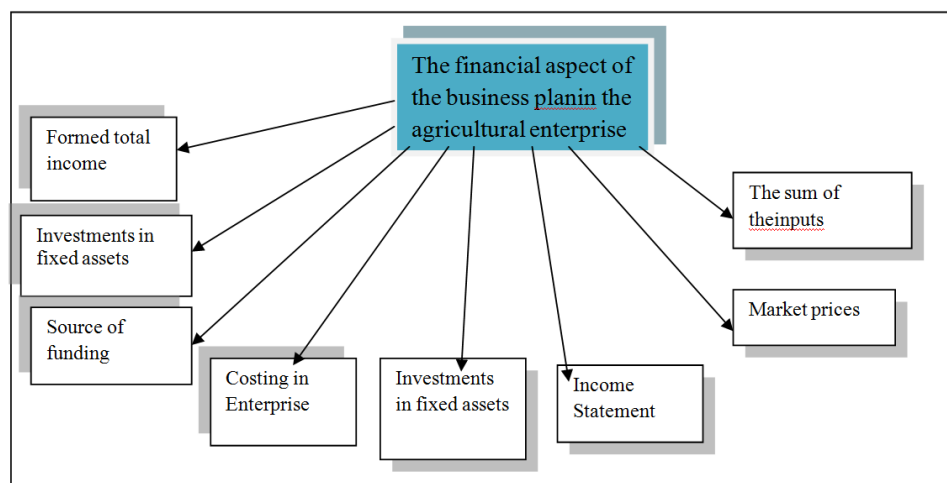 The financial aspect of
the business planin the
agricultural enterprise
Formed total
income
Investments in
fixed assets
Source of
funding
Costing in
Enterprise
Investments
in fixed assets
Income
Statement
Market prices
The sum of
theinputs